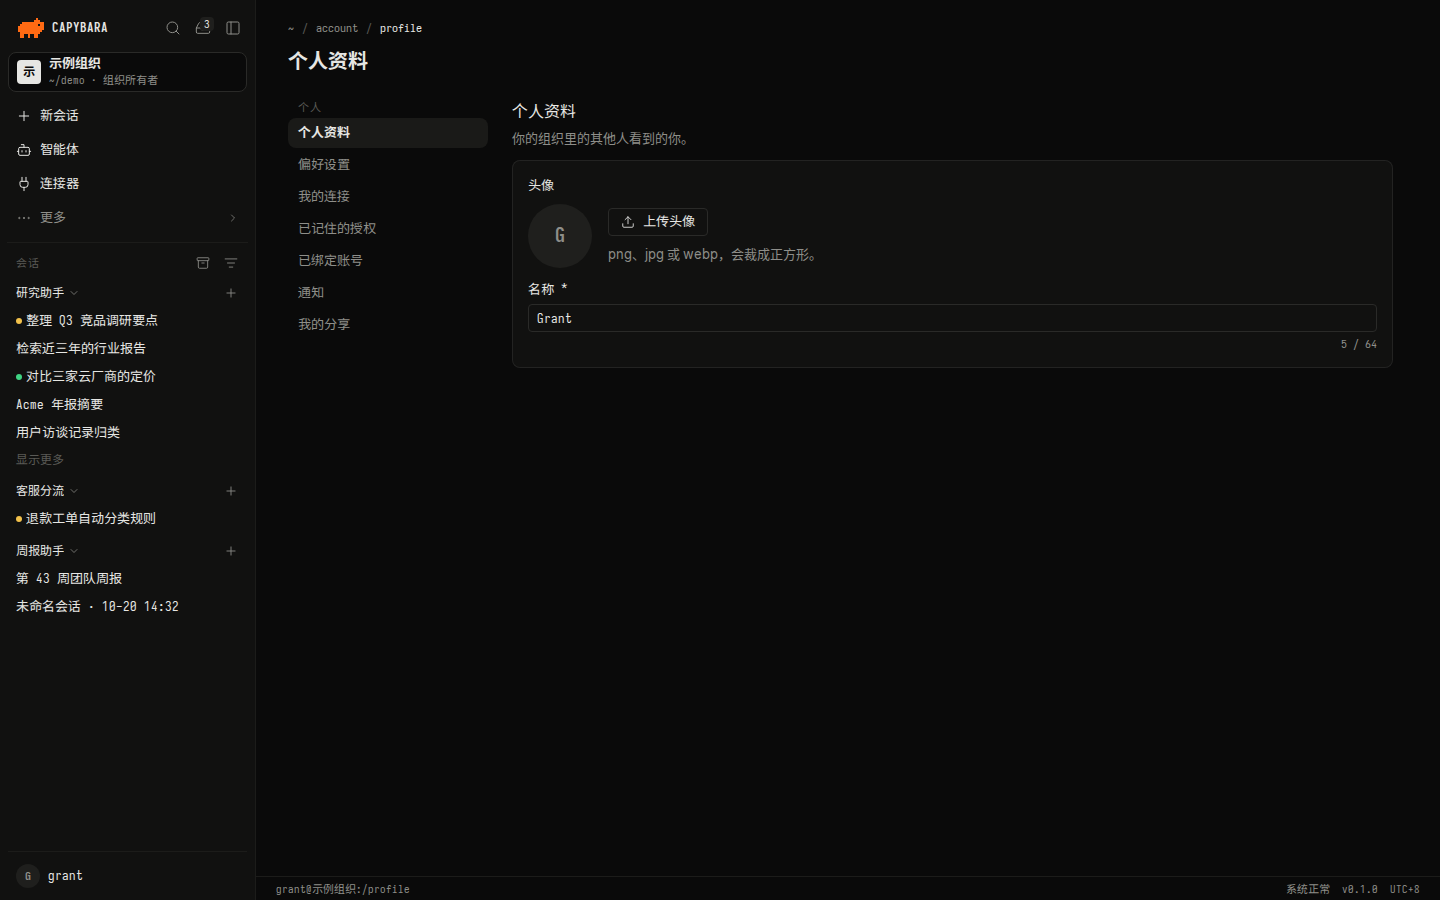 CAPYBARA
3
示
示例组织
~/demo · 组织所有者
新会话
智能体
连接器
更多
会话
研究助手
整理 Q3 竞品调研要点
检索近三年的行业报告
对比三家云厂商的定价
Acme 年报摘要
用户访谈记录归类
显示更多
客服分流
退款工单自动分类规则
周报助手
第 43 周团队周报
未命名会话 · 10-20 14:32
G
grant
~ / account / profile
个人资料
个人
个人资料
偏好设置
我的连接
已记住的授权
已绑定账号
通知
我的分享
个人资料
你的组织里的其他人看到的你。
头像
G
上传头像
png、jpg 或 webp，会裁成正方形。
名称 *
Grant
5 / 64
grant@示例组织:/profile
系统正常 v0.1.0 UTC+8